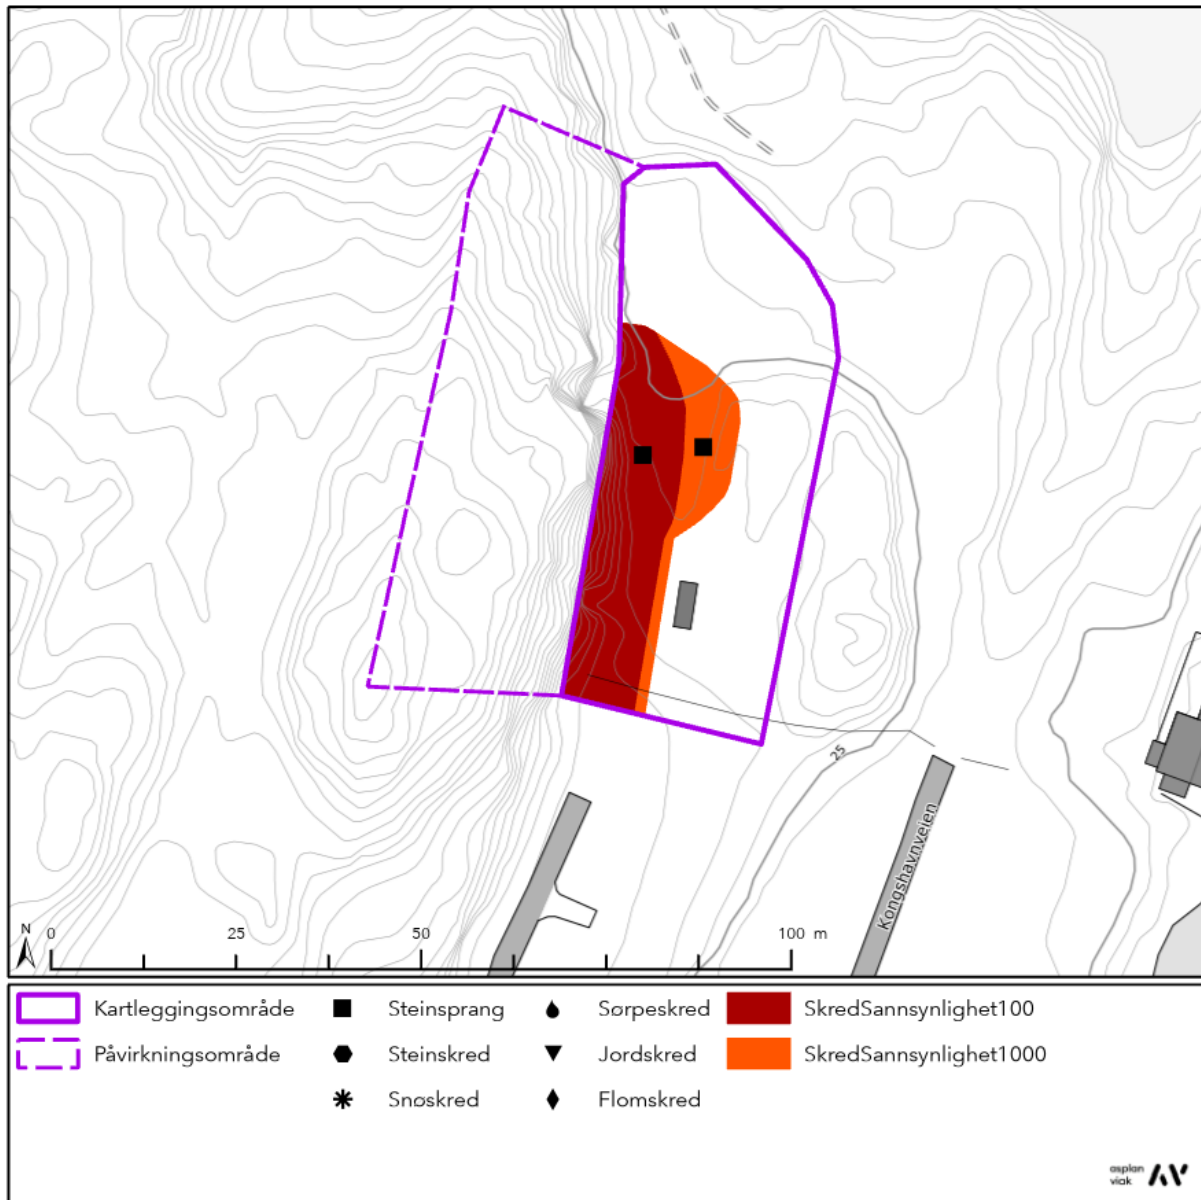 25
Kongshavnveien
N
0 25 50 100 m
Kartleggingsområde Steinsprang Sørpeskred SkredSannsynlighet100
Påvirkningsområde Steinskred Jordskred SkredSannsynlighet1000
Snøskred Flomskred
asplan
viak